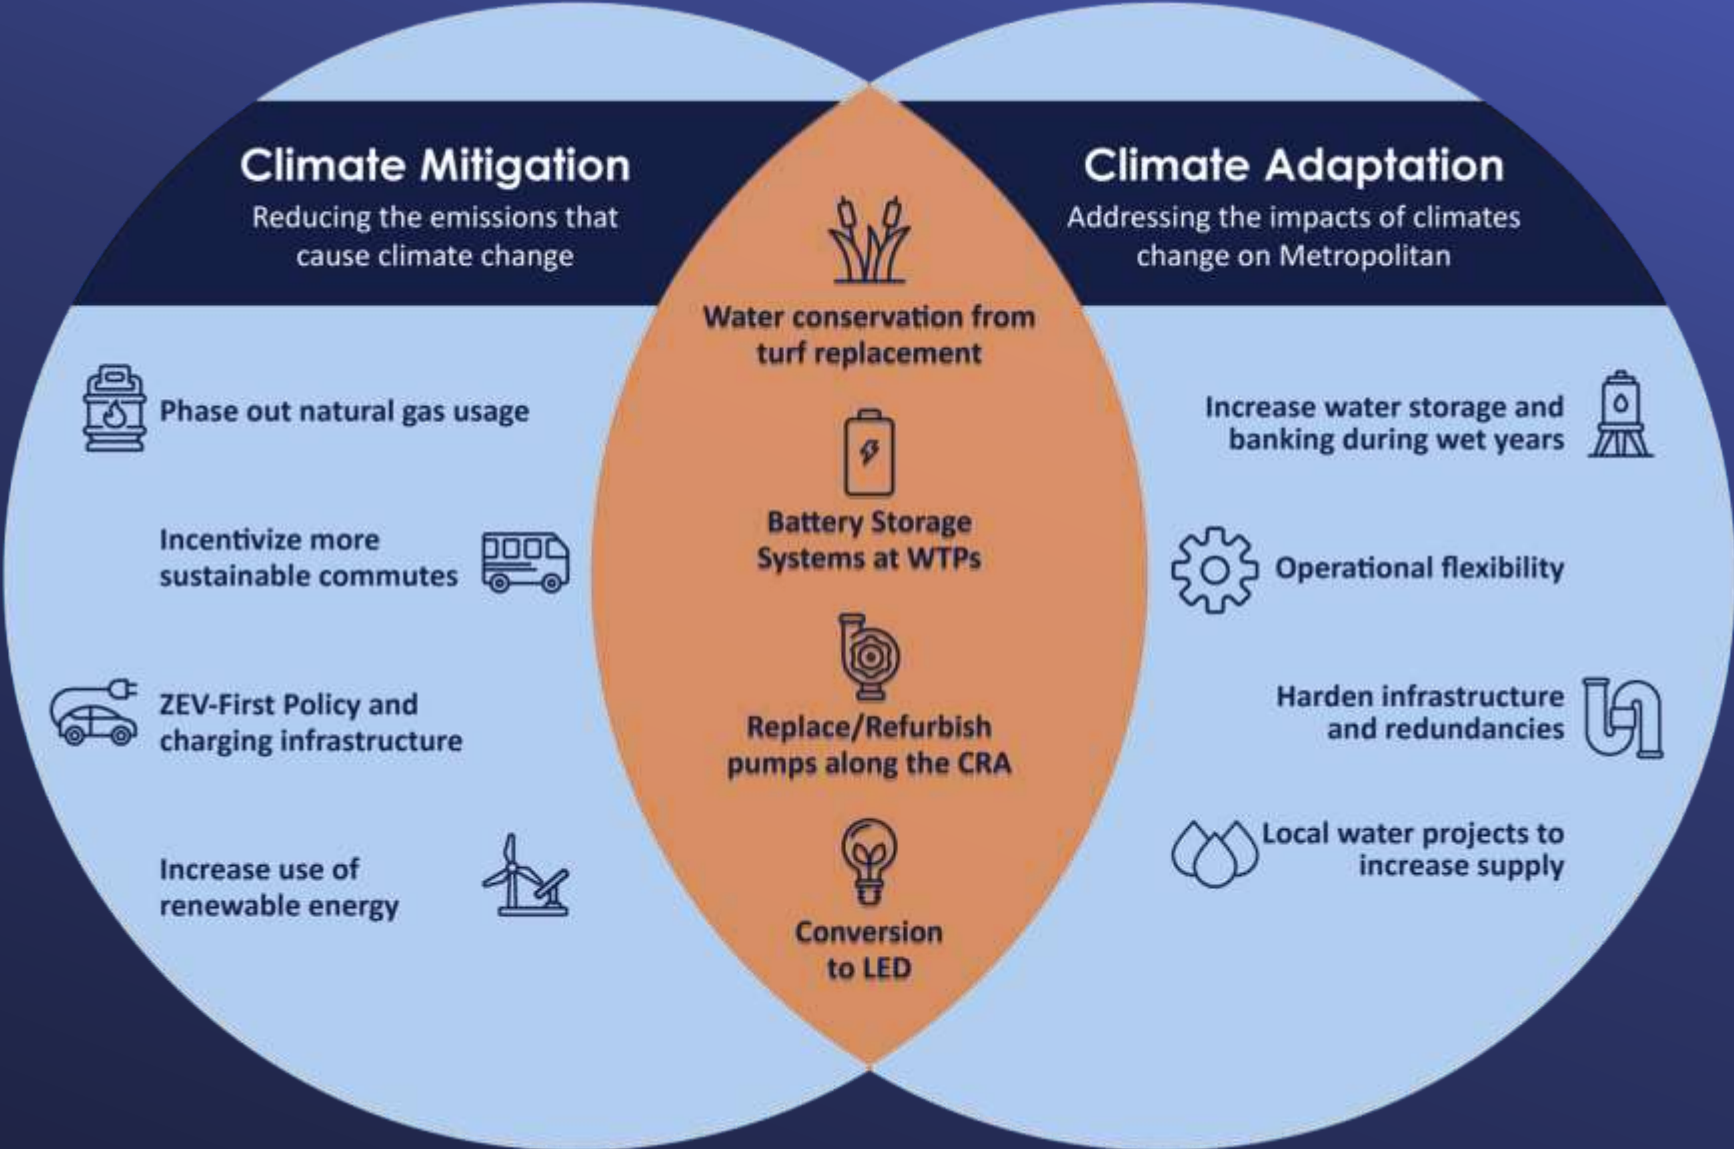 Climate Mitigation
Reducing the emissions that
cause climate change
Phase out natural gas usage
Incentivize more
sustainable commutes
ZEV-First Policy and
charging infrastructure
Increase use of
renewable energy
Water conservation from
turf replacement
Battery Storage
Systems at WTPs
Replace/Refurbish
pumps along the CRA
Conversion
to LED
Climate Adaptation
Addressing the impacts of climates
change on Metropolitan
Increase water storage and
banking during wet years
Operational flexibility
Harden infrastructure
and redundancies
Local water projects to
increase supply